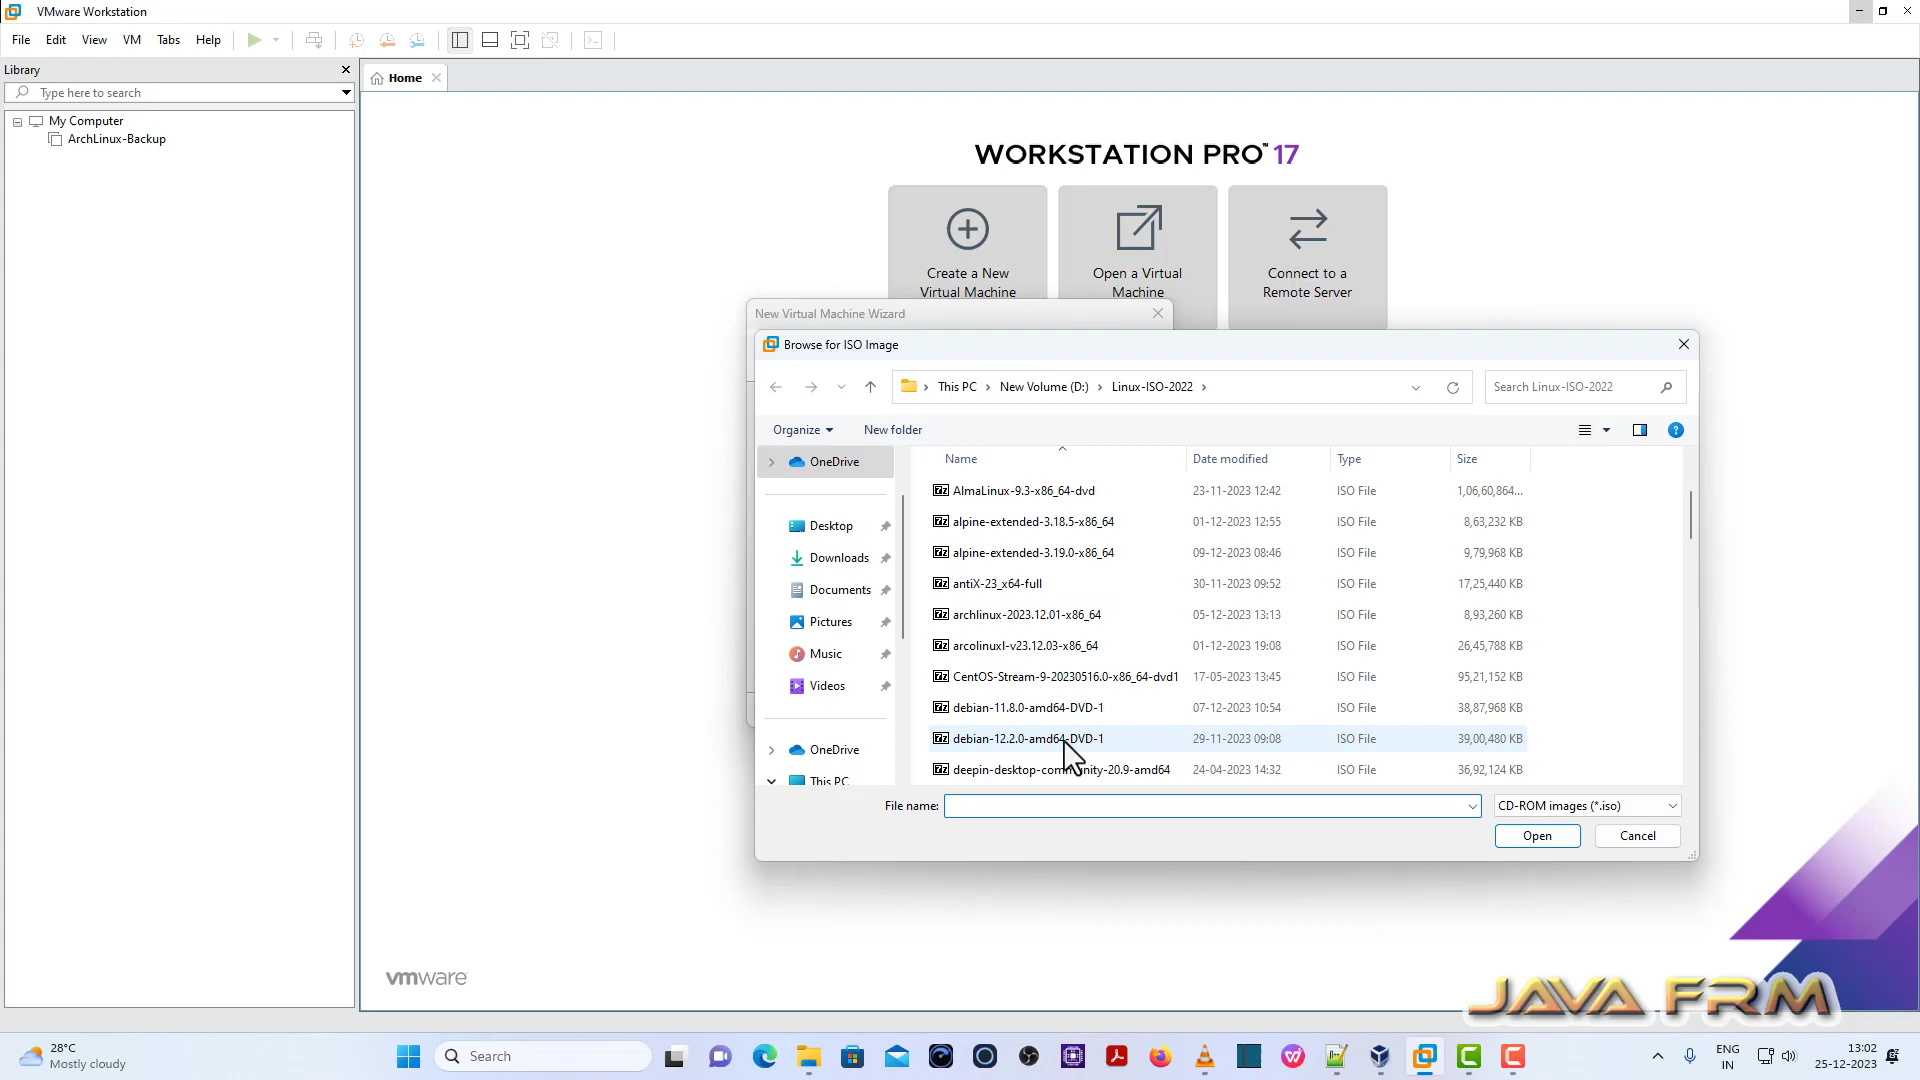 VMware Workstation
File Edit View VM Tabs Help
Library
Type here to search
My Computer
ArchLinux-Backup
Home
WORKSTATION PRO™ 17
Create a New
Virtual Machine
Open a Virtual
Machine
Connect to a
Remote Server
New Virtual Machine Wizard
Browse for ISO Image
This PC > New Volume (D:) > Linux-ISO-2022 >
Search Linux-ISO-2022
Organize New folder
OneDrive
Desktop
Downloads
Documents
Pictures
Music
Videos
OneDrive
This PC
Name Date modified Type Size
AlmaLinux-9.3-x86_64-dvd 23-11-2023 12:42 ISO File 1,06,60,864...
alpine-extended-3.18.5-x86_64 01-12-2023 12:55 ISO File 8,63,232 KB
alpine-extended-3.19.0-x86_64 09-12-2023 08:46 ISO File 9,79,968 KB
antiX-23_x64-full 30-11-2023 09:52 ISO File 17,25,440 KB
archlinux-2023.12.01-x86_64 05-12-2023 13:13 ISO File 8,93,260 KB
arcolinuxl-v23.12.03-x86_64 01-12-2023 19:08 ISO File 26,45,788 KB
CentOS-Stream-9-20230516.0-x86_64-dvd1 17-05-2023 13:45 ISO File 95,21,152 KB
debian-11.8.0-amd64-DVD-1 07-12-2023 10:54 ISO File 38,87,968 KB
debian-12.2.0-amd64-DVD-1 29-11-2023 09:08 ISO File 39,00,480 KB
deepin-desktop-community-20.9-amd64 24-04-2023 14:32 ISO File 36,92,124 KB
File name:
CD-ROM images (*.iso)
Open Cancel
vmware
JAVA FRM
28°C
Mostly cloudy
Search
ENG
IN
13:02
25-12-2023